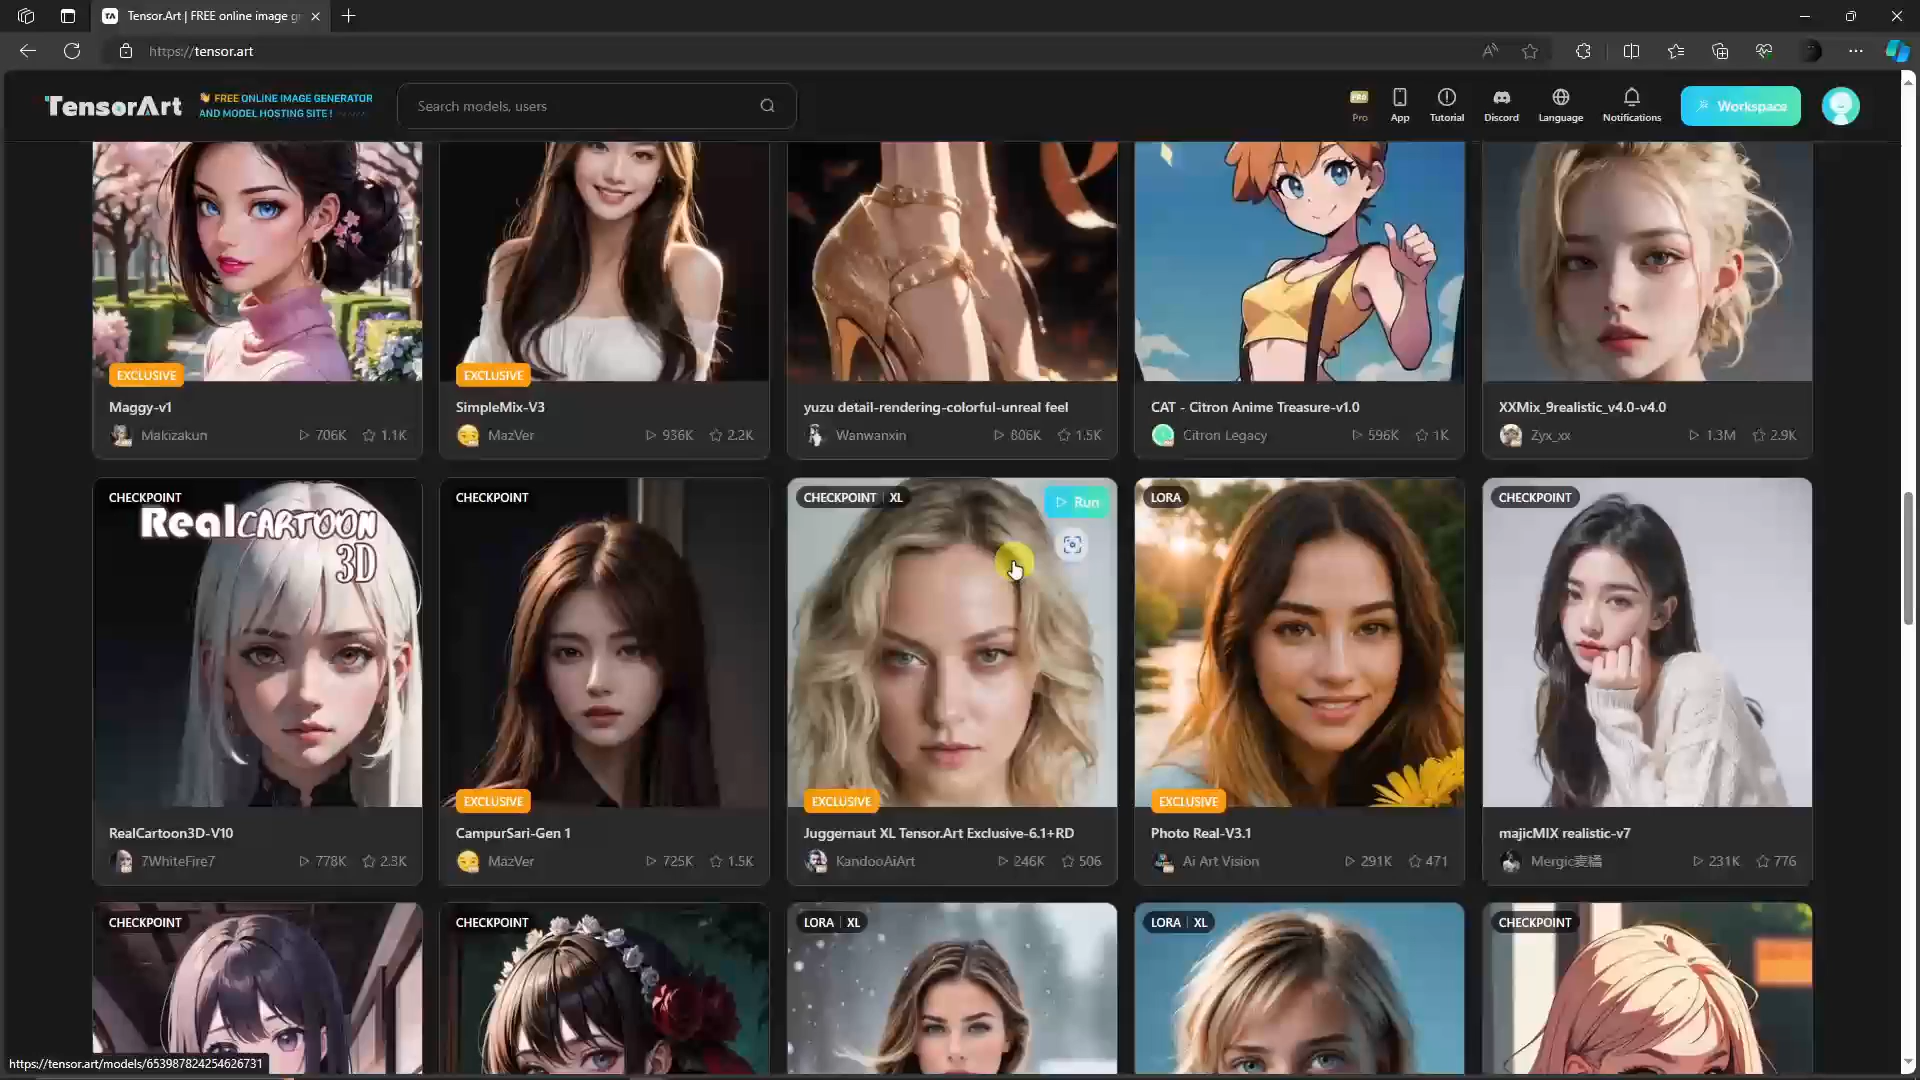 Tensor.Art | FREE online image g
https://tensor.art
TensorArt
FREE ONLINE IMAGE GENERATOR
AND MODEL HOSTING SITE !
Search models, users
PRO
Pro
App
Tutorial
Discord
Language
Notifications
Workspace
EXCLUSIVE
Maggy-v1
Makizakun
706K
1.1K
EXCLUSIVE
SimpleMix-V3
MazVer
936K
2.2K
yuzu detail-rendering-colorful-unreal feel
Wanwanxin
806K
1.5K
CAT - Citron Anime Treasure-v1.0
Citron Legacy
596K
1K
XXMix_9realistic_v4.0-v4.0
Zyx_xx
1.3M
2.9K
CHECKPOINT
RealCARTOON
3D
RealCartoon3D-V10
7WhiteFire7
778K
2.3K
CHECKPOINT
EXCLUSIVE
CampurSari-Gen 1
MazVer
725K
1.5K
CHECKPOINT | XL
Run
EXCLUSIVE
Juggernaut XL Tensor.Art Exclusive-6.1+RD
KandooAiArt
246K
506
LORA
EXCLUSIVE
Photo Real-V3.1
Ai Art Vision
291K
471
CHECKPOINT
majicMIX realistic-v7
Mergic麦橘
231K
776
CHECKPOINT
CHECKPOINT
LORA | XL
LORA | XL
CHECKPOINT
https://tensor.art/models/653987824254626731